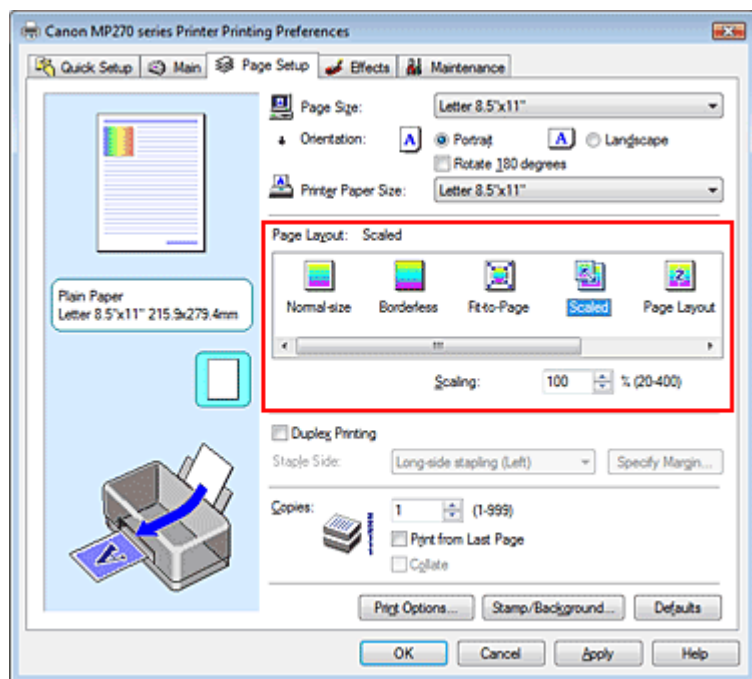 Canon MP270 series Printer Printing Preferences
Quick Setup Main Page Setup Effects Maintenance
Page Size: Letter 8.5"x11"
Orientation: A Portrait A Landscape
Rotate 180 degrees
Printer Paper Size: Letter 8.5"x11"
Page Layout: Scaled
Normal-size Borderless Fit-to-Page Scaled Page Layout
Plain Paper
Letter 8.5"x11" 215.9x279.4mm
Scaling: 100 % (20-400)
Duplex Printing
Staple Side: Long-side stapling (Left) Specify Margin...
Copies: 1 (1-999)
Print from Last Page
Collate
Print Options... Stamp/Background... Defaults
OK Cancel Apply Help